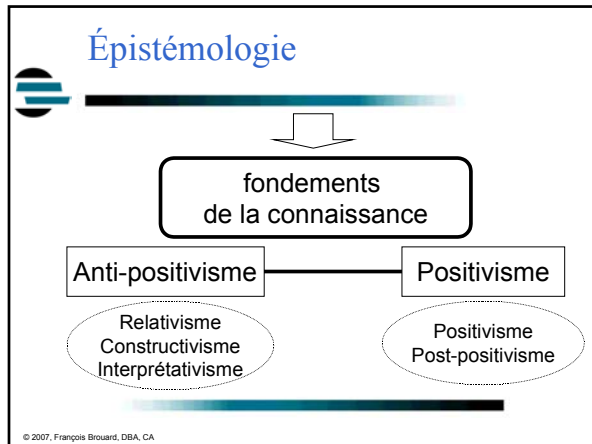 Épistémologie
fondements
de la connaissance
Anti-positivisme
Positivisme
Relativisme
Constructivisme
Interprétativisme
Positivisme
Post-positivisme
© 2007, François Brouard, DBA, CA